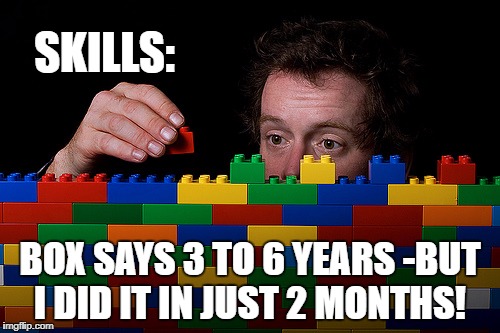 SKILLS:
BOX SAYS 3 TO 6 YEARS -BUT
I DID IT IN JUST 2 MONTHS!
imgflip.com